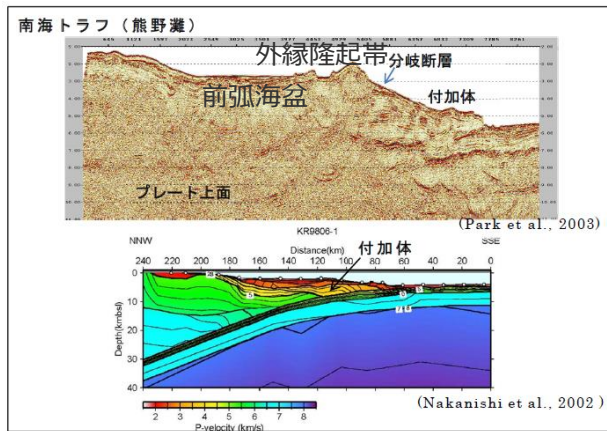 南海トラフ（熊野灘）
外縁隆起帯
分岐断層
前弧海盆
付加体
プレート上面
(Park et al., 2003)
KR9806-1
NNW Distance(km) 付加体 SSE
240 220 200 180 160 140 120 100 80 60 40 20 0
0
10
20
30
40
Depth(kmbsl)
2 3 4 5 6 7 8
P-velocity (km/s)
(Nakanishi et al., 2002 )